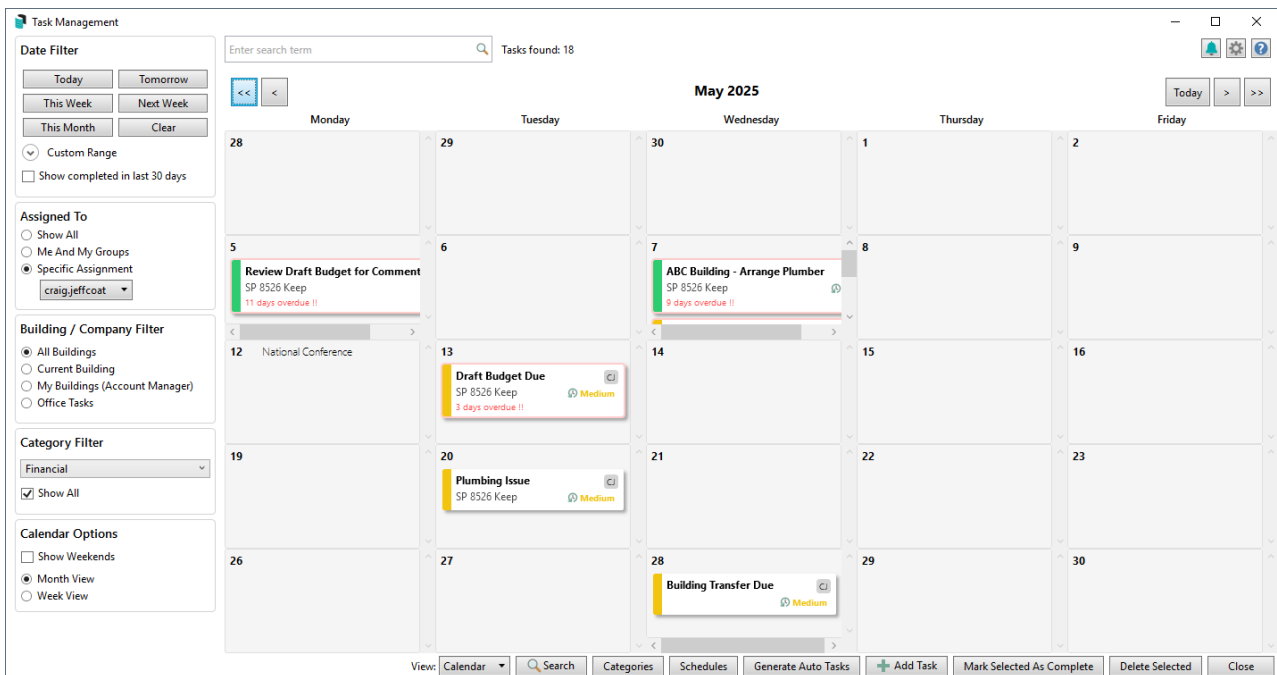 Task Management
Date Filter
Today Tomorrow
This Week Next Week
This Month Clear
Custom Range
Show completed in last 30 days
Assigned To
Show All
Me And My Groups
Specific Assignment
craig.jeffcoat
Building / Company Filter
All Buildings
Current Building
My Buildings (Account Manager)
Office Tasks
Category Filter
Financial
Show All
Calendar Options
Show Weekends
Month View
Week View
Enter search term
Tasks found: 18
<< < May 2025 Today > >>
Monday Tuesday Wednesday Thursday Friday
28 29 30 1 2
5 6 7 8 9
Review Draft Budget for Comment
SP 8526 Keep
11 days overdue !!
ABC Building - Arrange Plumber
SP 8526 Keep
9 days overdue !!
12 National Conference 13 14 15 16
Draft Budget Due CJ
SP 8526 Keep Medium
3 days overdue !!
19 20 21 22 23
Plumbing Issue CJ
SP 8526 Keep Medium
26 27 28 29 30
Building Transfer Due CJ
Medium
View: Calendar Search Categories Schedules Generate Auto Tasks Add Task Mark Selected As Complete Delete Selected Close